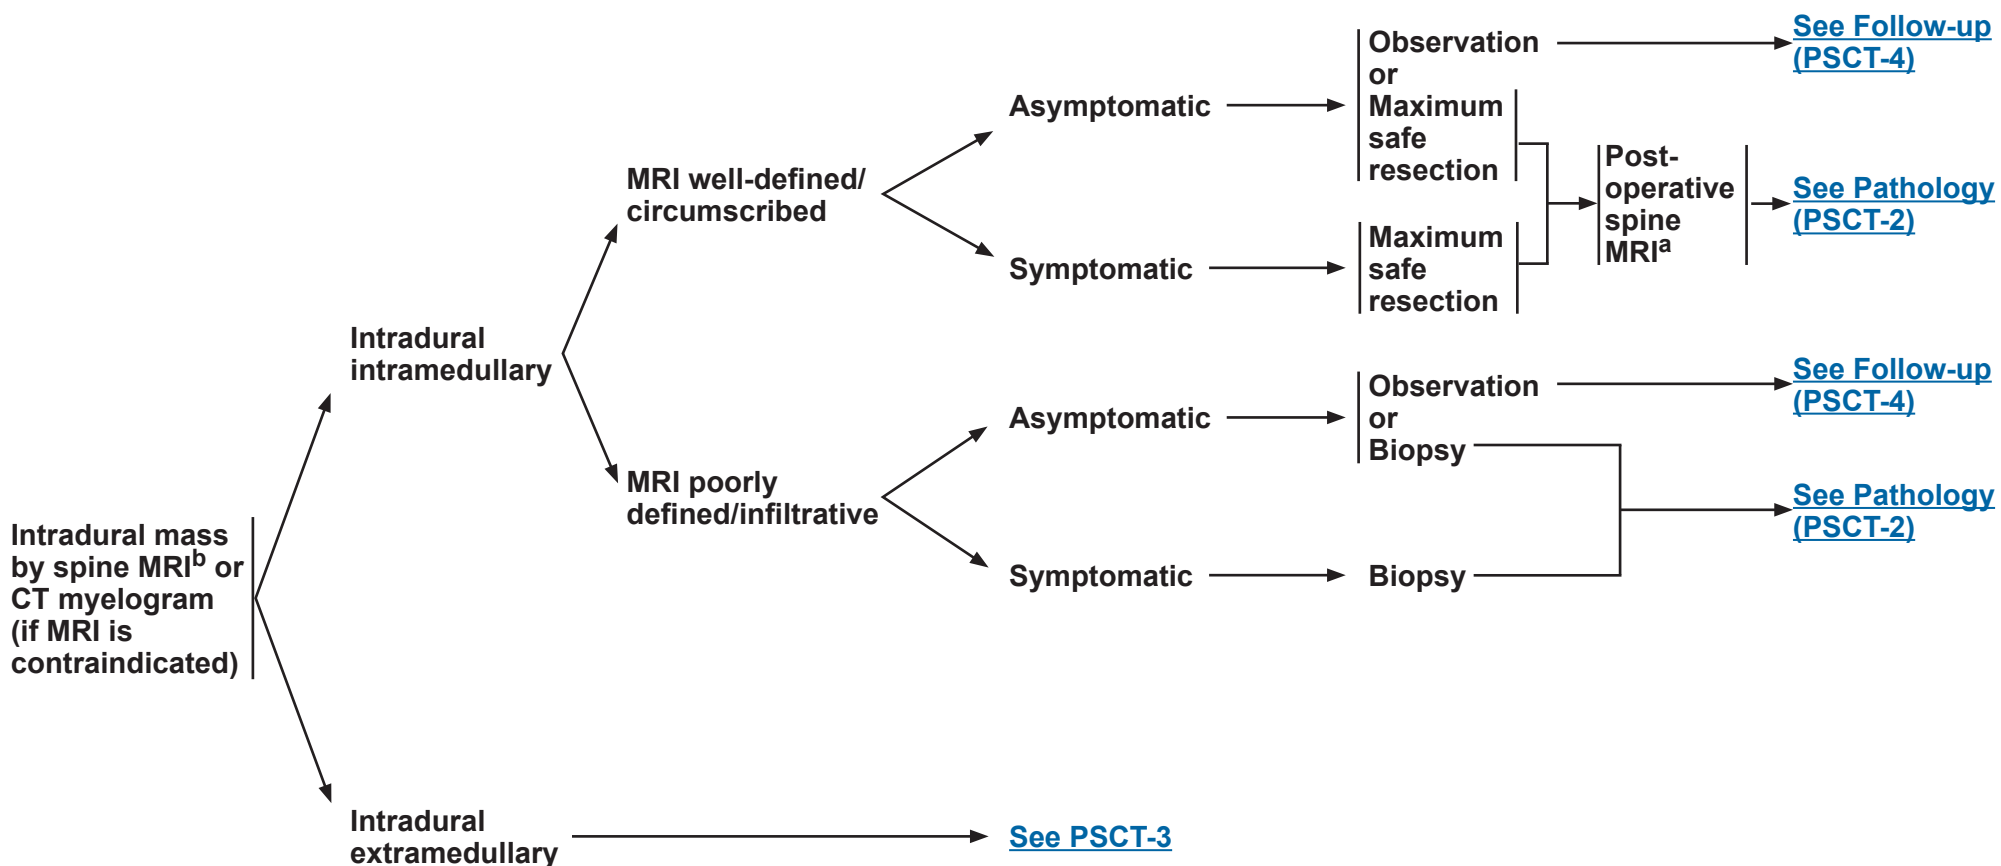 Intradural mass
by spine MRIb or
CT myelogram
(if MRI is
contraindicated)
Intradural
intramedullary
MRI well-defined/
circumscribed
Asymptomatic
Observation
or
Maximum
safe
resection
See Follow-up
(PSCT-4)
Symptomatic
Maximum
safe
resection
Post-
operative
spine
MRIa
See Pathology
(PSCT-2)
MRI poorly
defined/infiltrative
Asymptomatic
Observation
or
Biopsy
See Follow-up
(PSCT-4)
Symptomatic
Biopsy
See Pathology
(PSCT-2)
Intradural
extramedullary
See PSCT-3